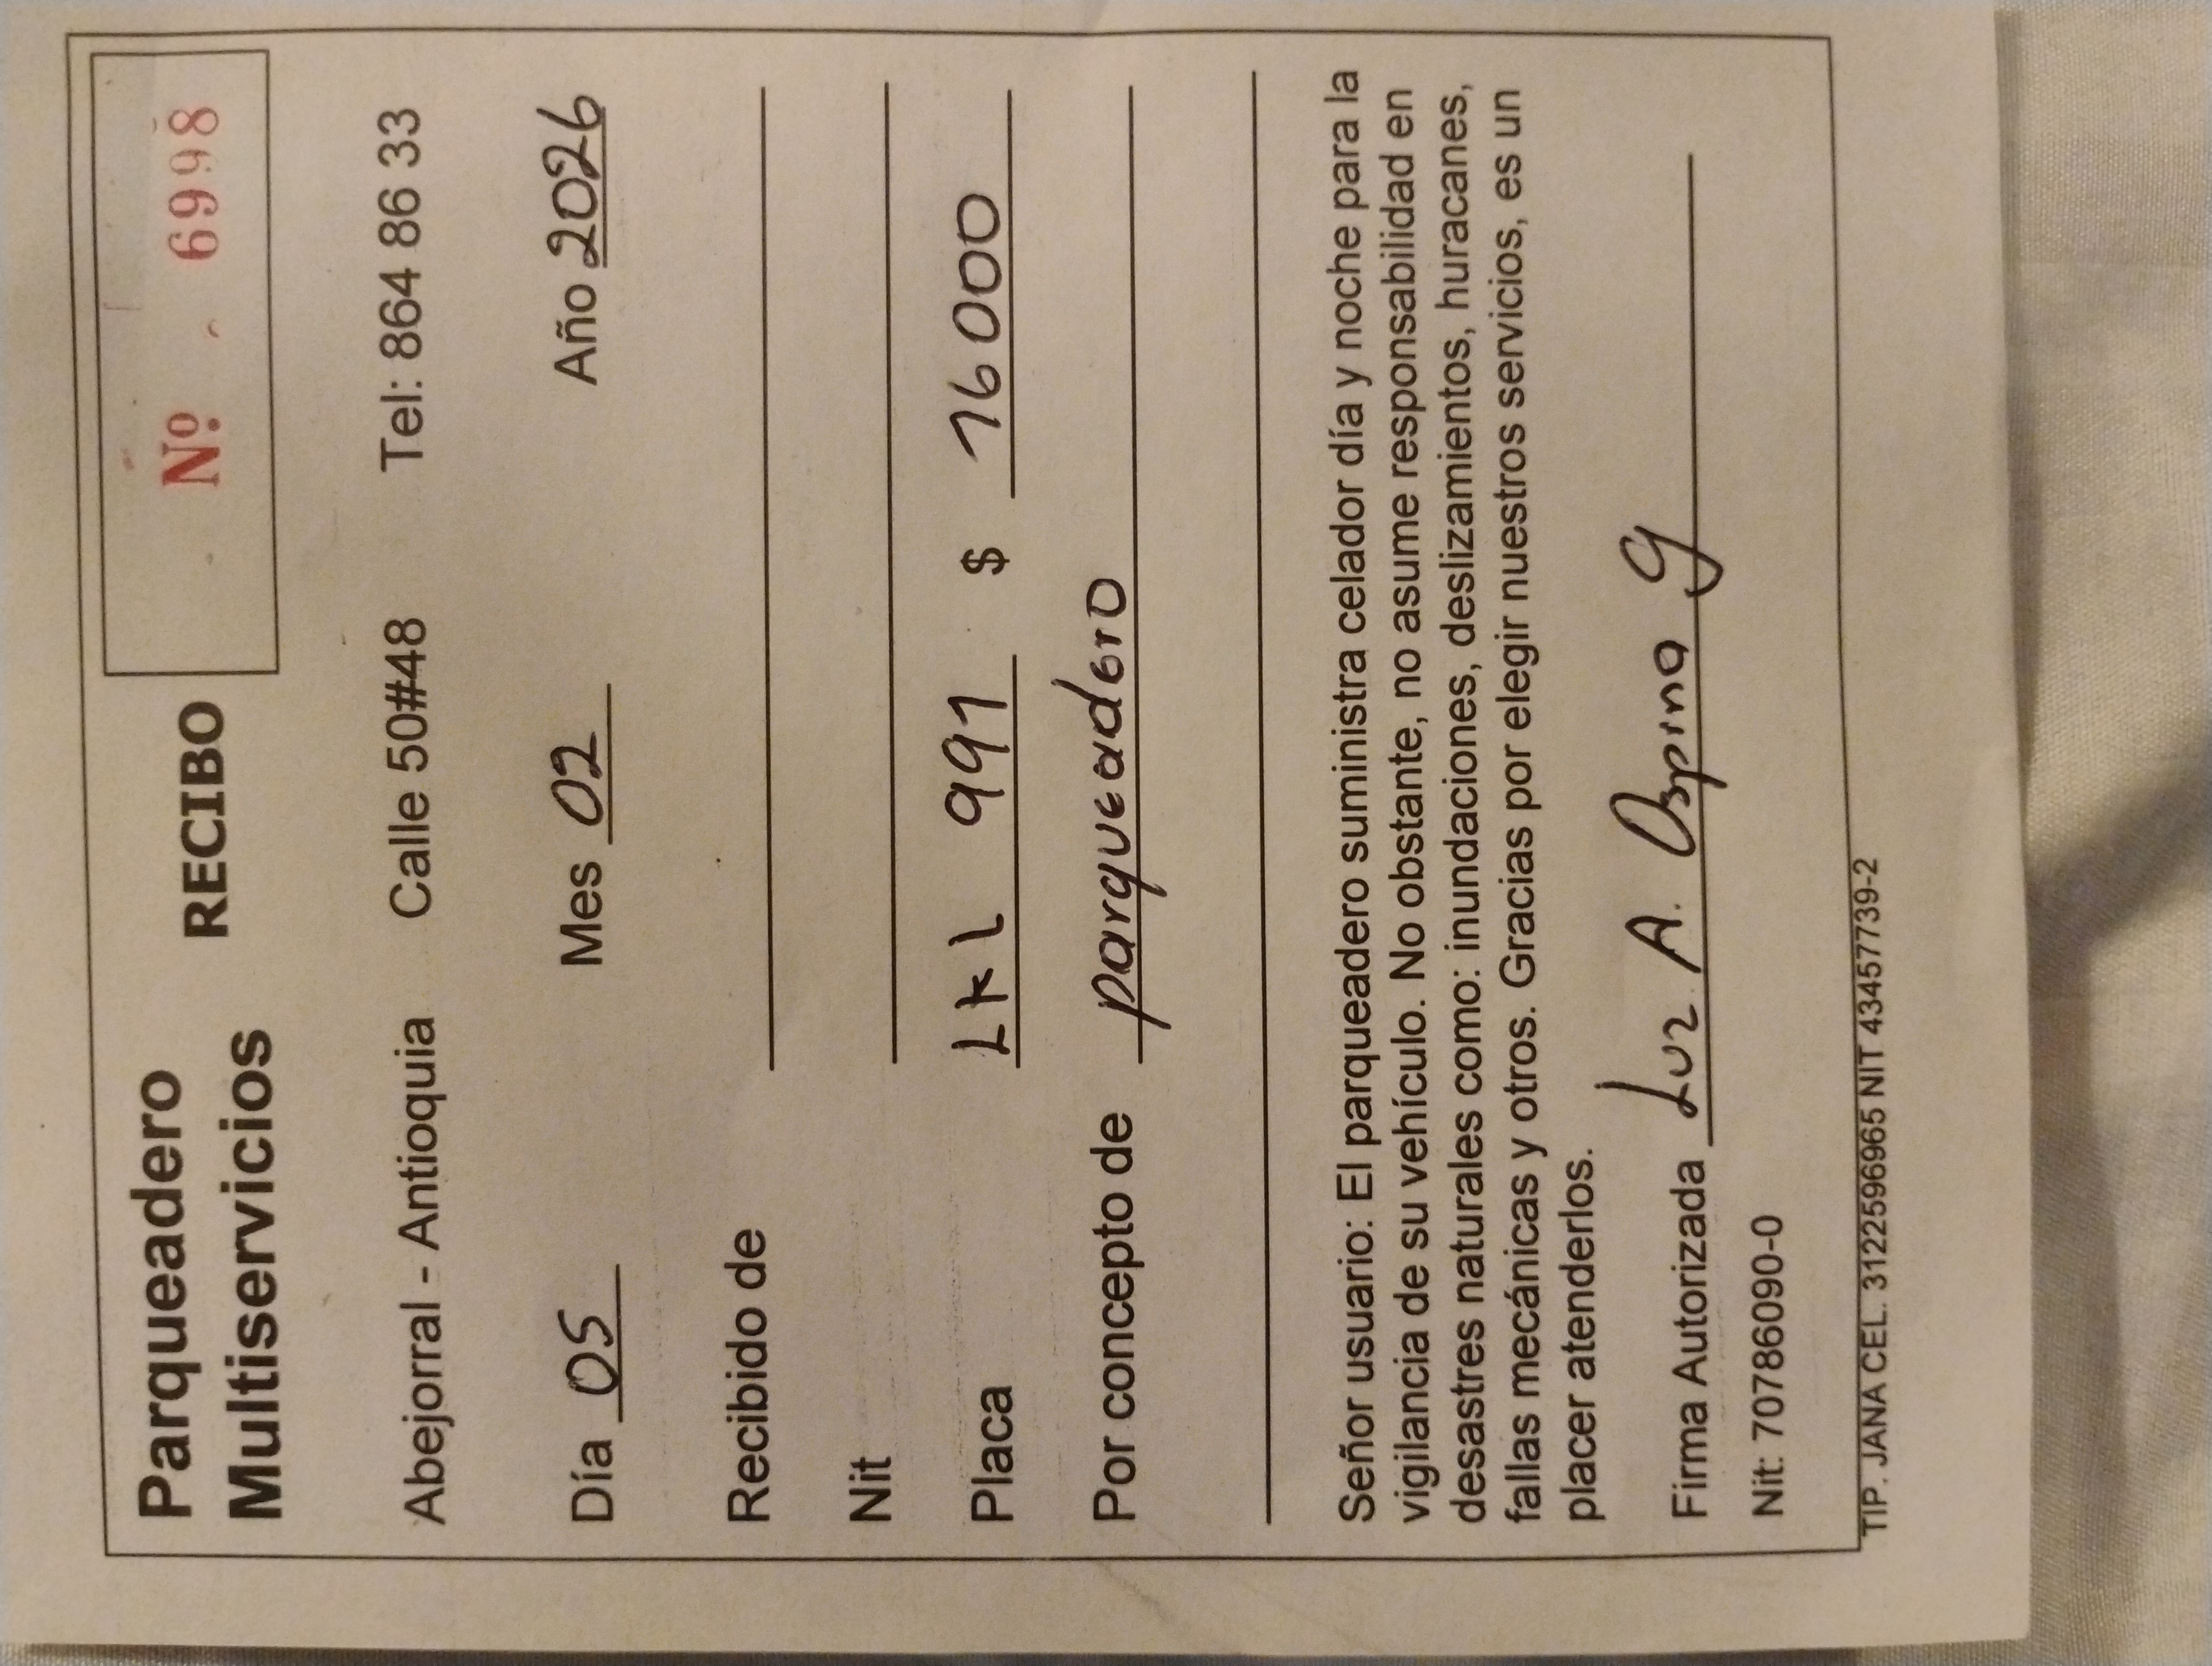 Parqueadero
Multiservicios
RECIBO
Nº 6998
Abejorral - Antioquia Calle 50#48 Tel: 864 86 33
Día 05 Mes 02 Año 2026
Recibido de
Nit
Placa LKL 991 $ 16000
Por concepto de parqueadero
Señor usuario: El parqueadero suministra celador día y noche para la
vigilancia de su vehículo. No obstante, no asume responsabilidad en
desastres naturales como: inundaciones, deslizamientos, huracanes,
fallas mecánicas y otros. Gracias por elegir nuestros servicios, es un
placer atenderlos.
Firma Autorizada Luz A. Ospina G
Nit: 70786090-0
TIP. JANA CEL. 3122596965 NIT 43457739-2